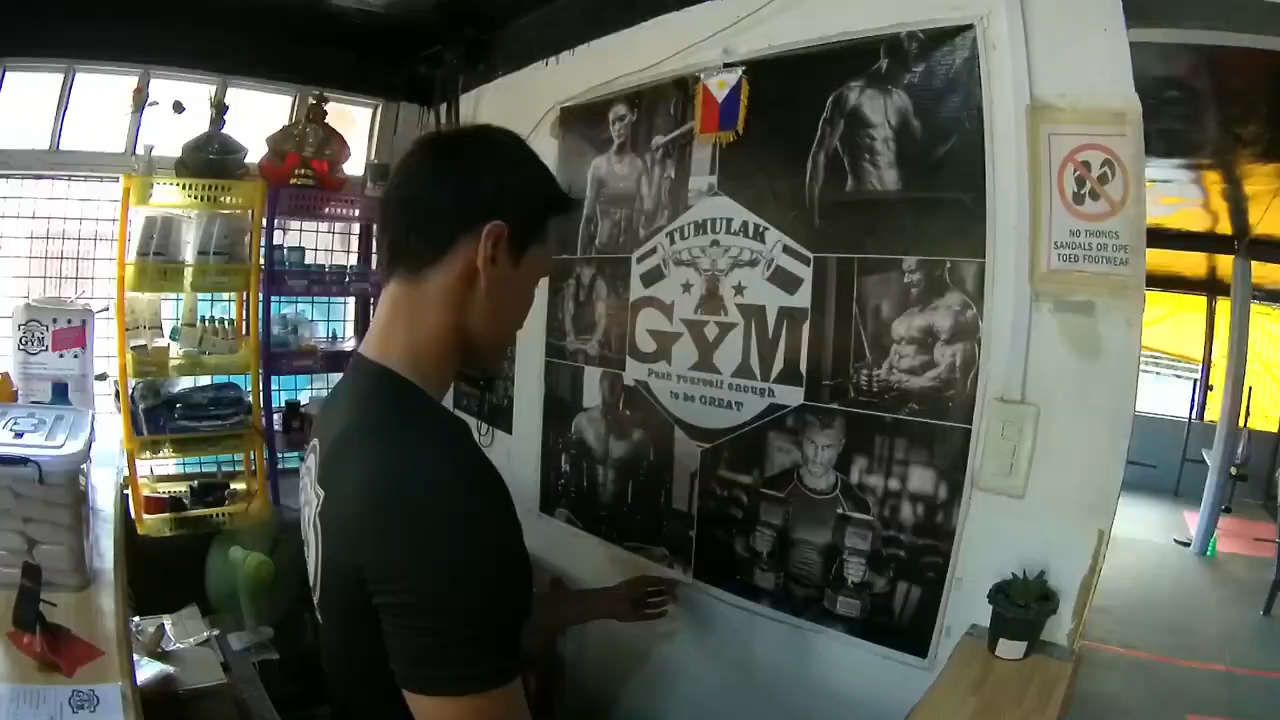 TUMULAK
GYM
Push yourself enough
to be GREAT
NO THONGS
SANDALS OR OPE
TOED FOOTWEAR
GYM